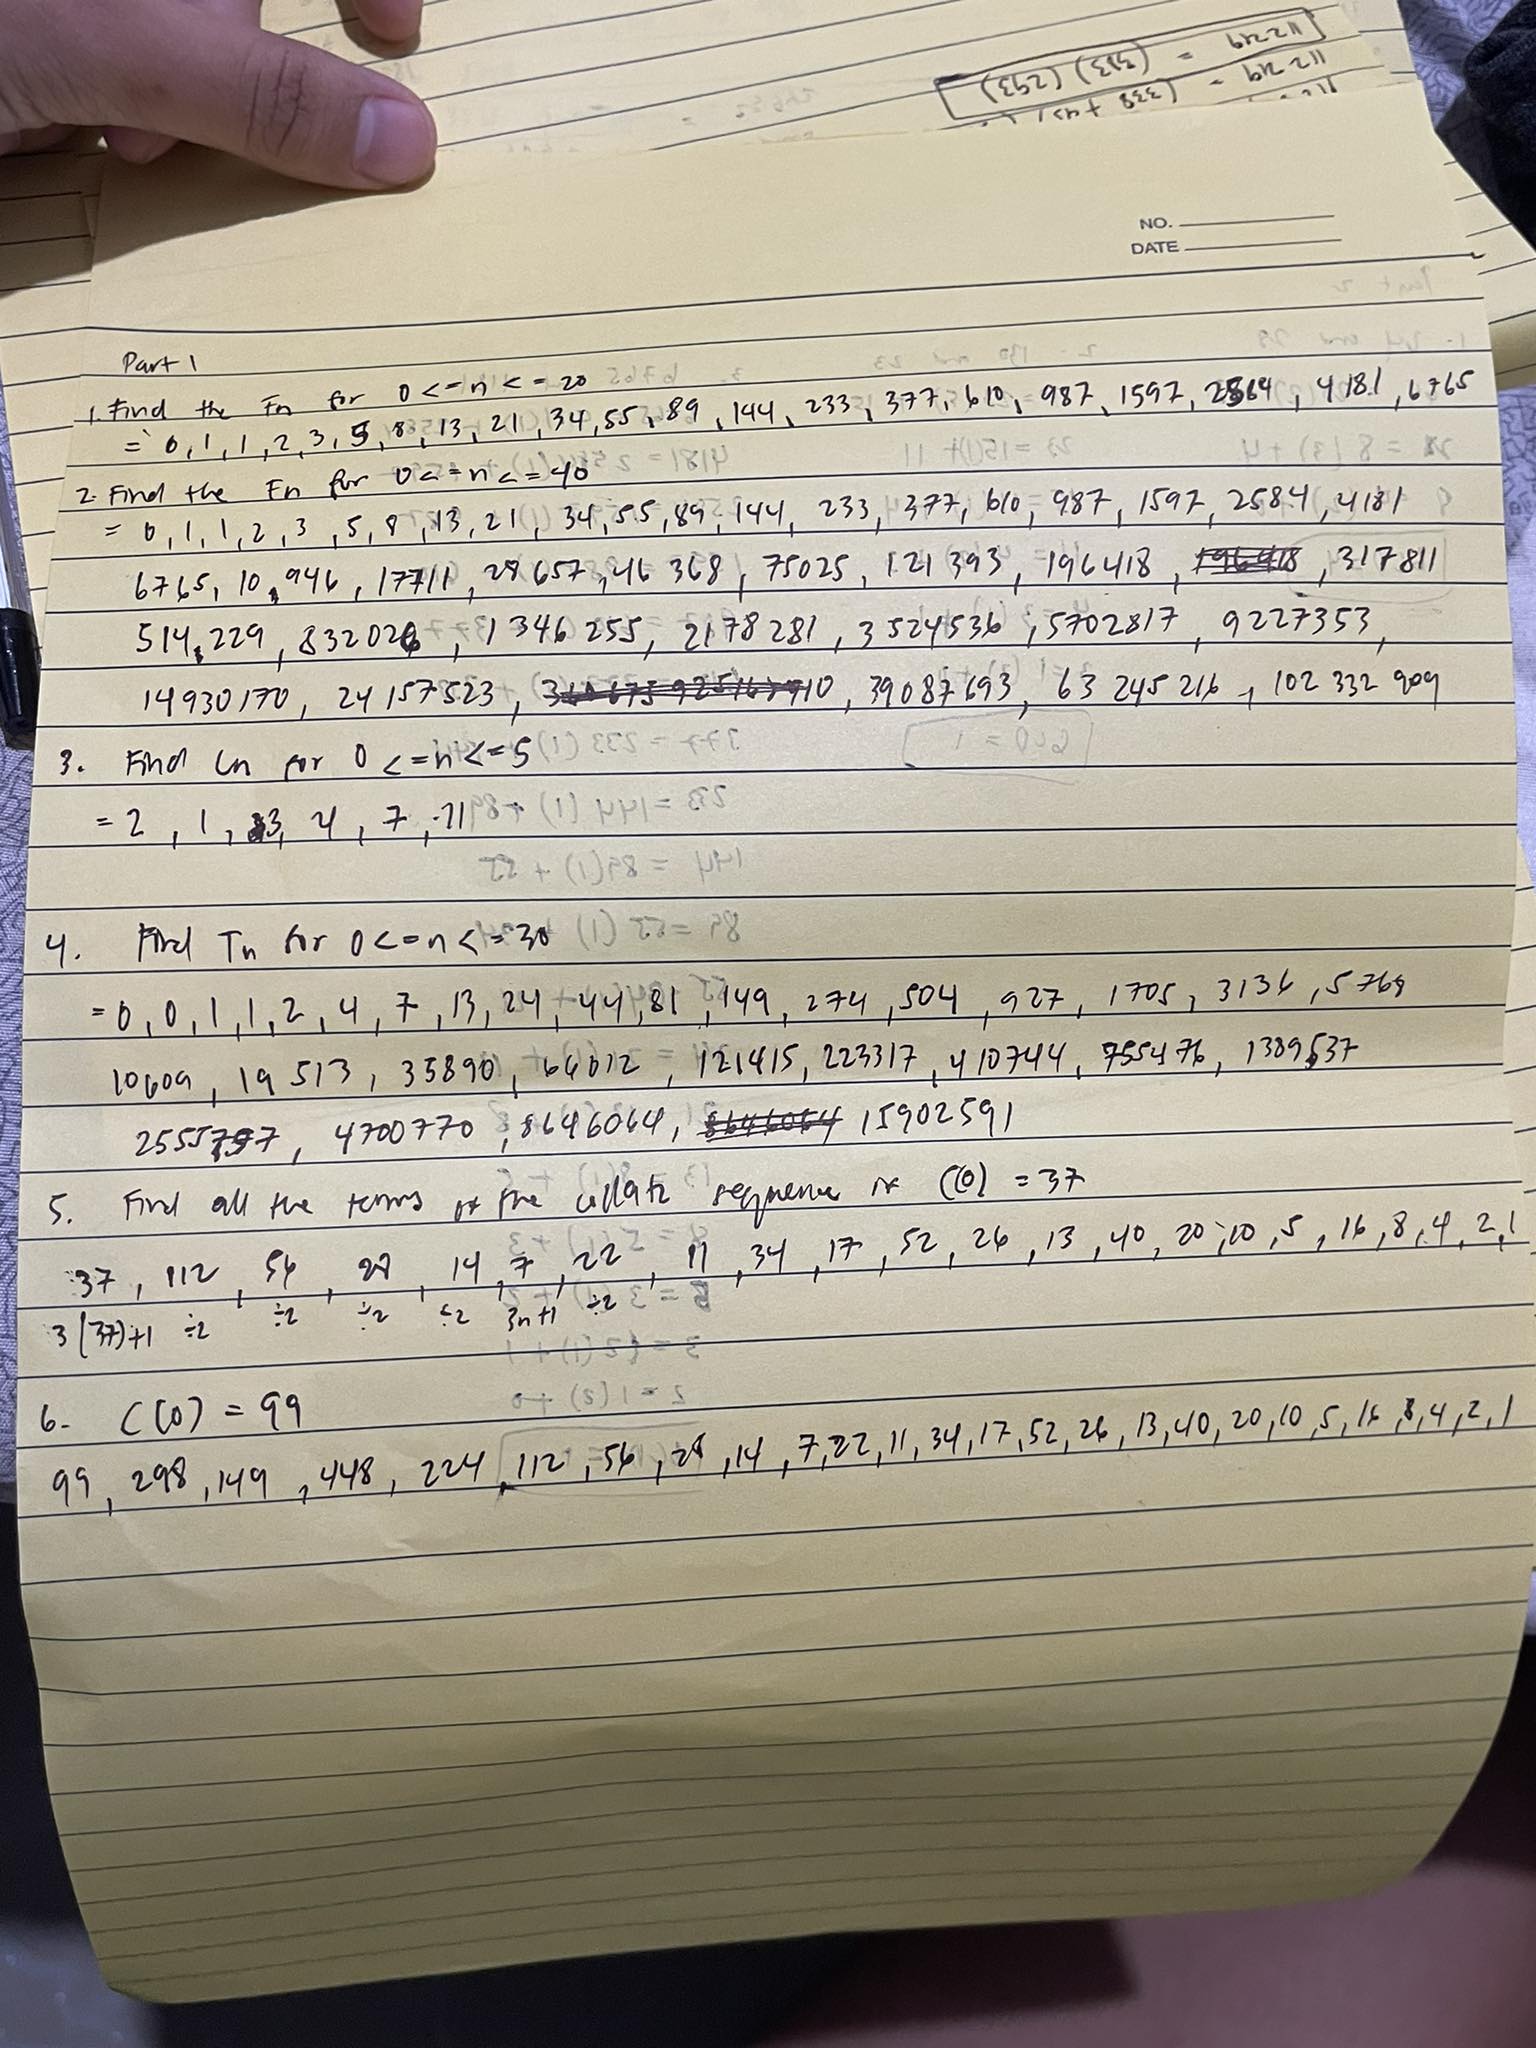 112219 = (338 + 45)
112219 = (383) (293)
NO.
DATE
Part 1
1. Find the Fn for 0 <= n <= 20
= 0, 1, 1, 2, 3, 5, 8, 13, 21, 34, 55, 89, 144, 233, 377, 610, 987, 1597, 2584, 4181, 6765
2. Find the Fn for 0 <= n <= 40
= 0, 1, 1, 2, 3, 5, 8, 13, 21, 34, 55, 89, 144, 233, 377, 610, 987, 1597, 2584, 4181
6765, 10,946, 17711, 28657, 46368, 75025, 121393, 196418, 317811
514,229, 832026, 1346255, 2178281, 3524536, 5702817, 9227353,
14930170, 24157523, 39087693, 63245216, 102332909
3. Find Ln for 0 <= n <= 5
= 2, 1, 3, 4, 7, 11
4. Find Tn for 0 <= n <= 30
= 0, 0, 1, 1, 2, 4, 7, 13, 24, 44, 81, 149, 274, 504, 927, 1705, 3136, 5768
10609, 19513, 35890, 66012, 121415, 223317, 410744, 755476, 1389537
2555757, 4700770, 8646064, 15902591
5. Find all the terms of the collatz sequence if C(0) = 37
37, 112, 56, 28, 14, 7, 22, 11, 34, 17, 52, 26, 13, 40, 20, 10, 5, 16, 8, 4, 2, 1
3(37)+1 ÷2 ÷2 ÷2 ÷2 3n+1 ÷2
6. C(0) = 99
99, 298, 149, 448, 224, 112, 56, 28, 14, 7, 22, 11, 34, 17, 52, 26, 13, 40, 20, 10, 5, 16, 8, 4, 2, 1